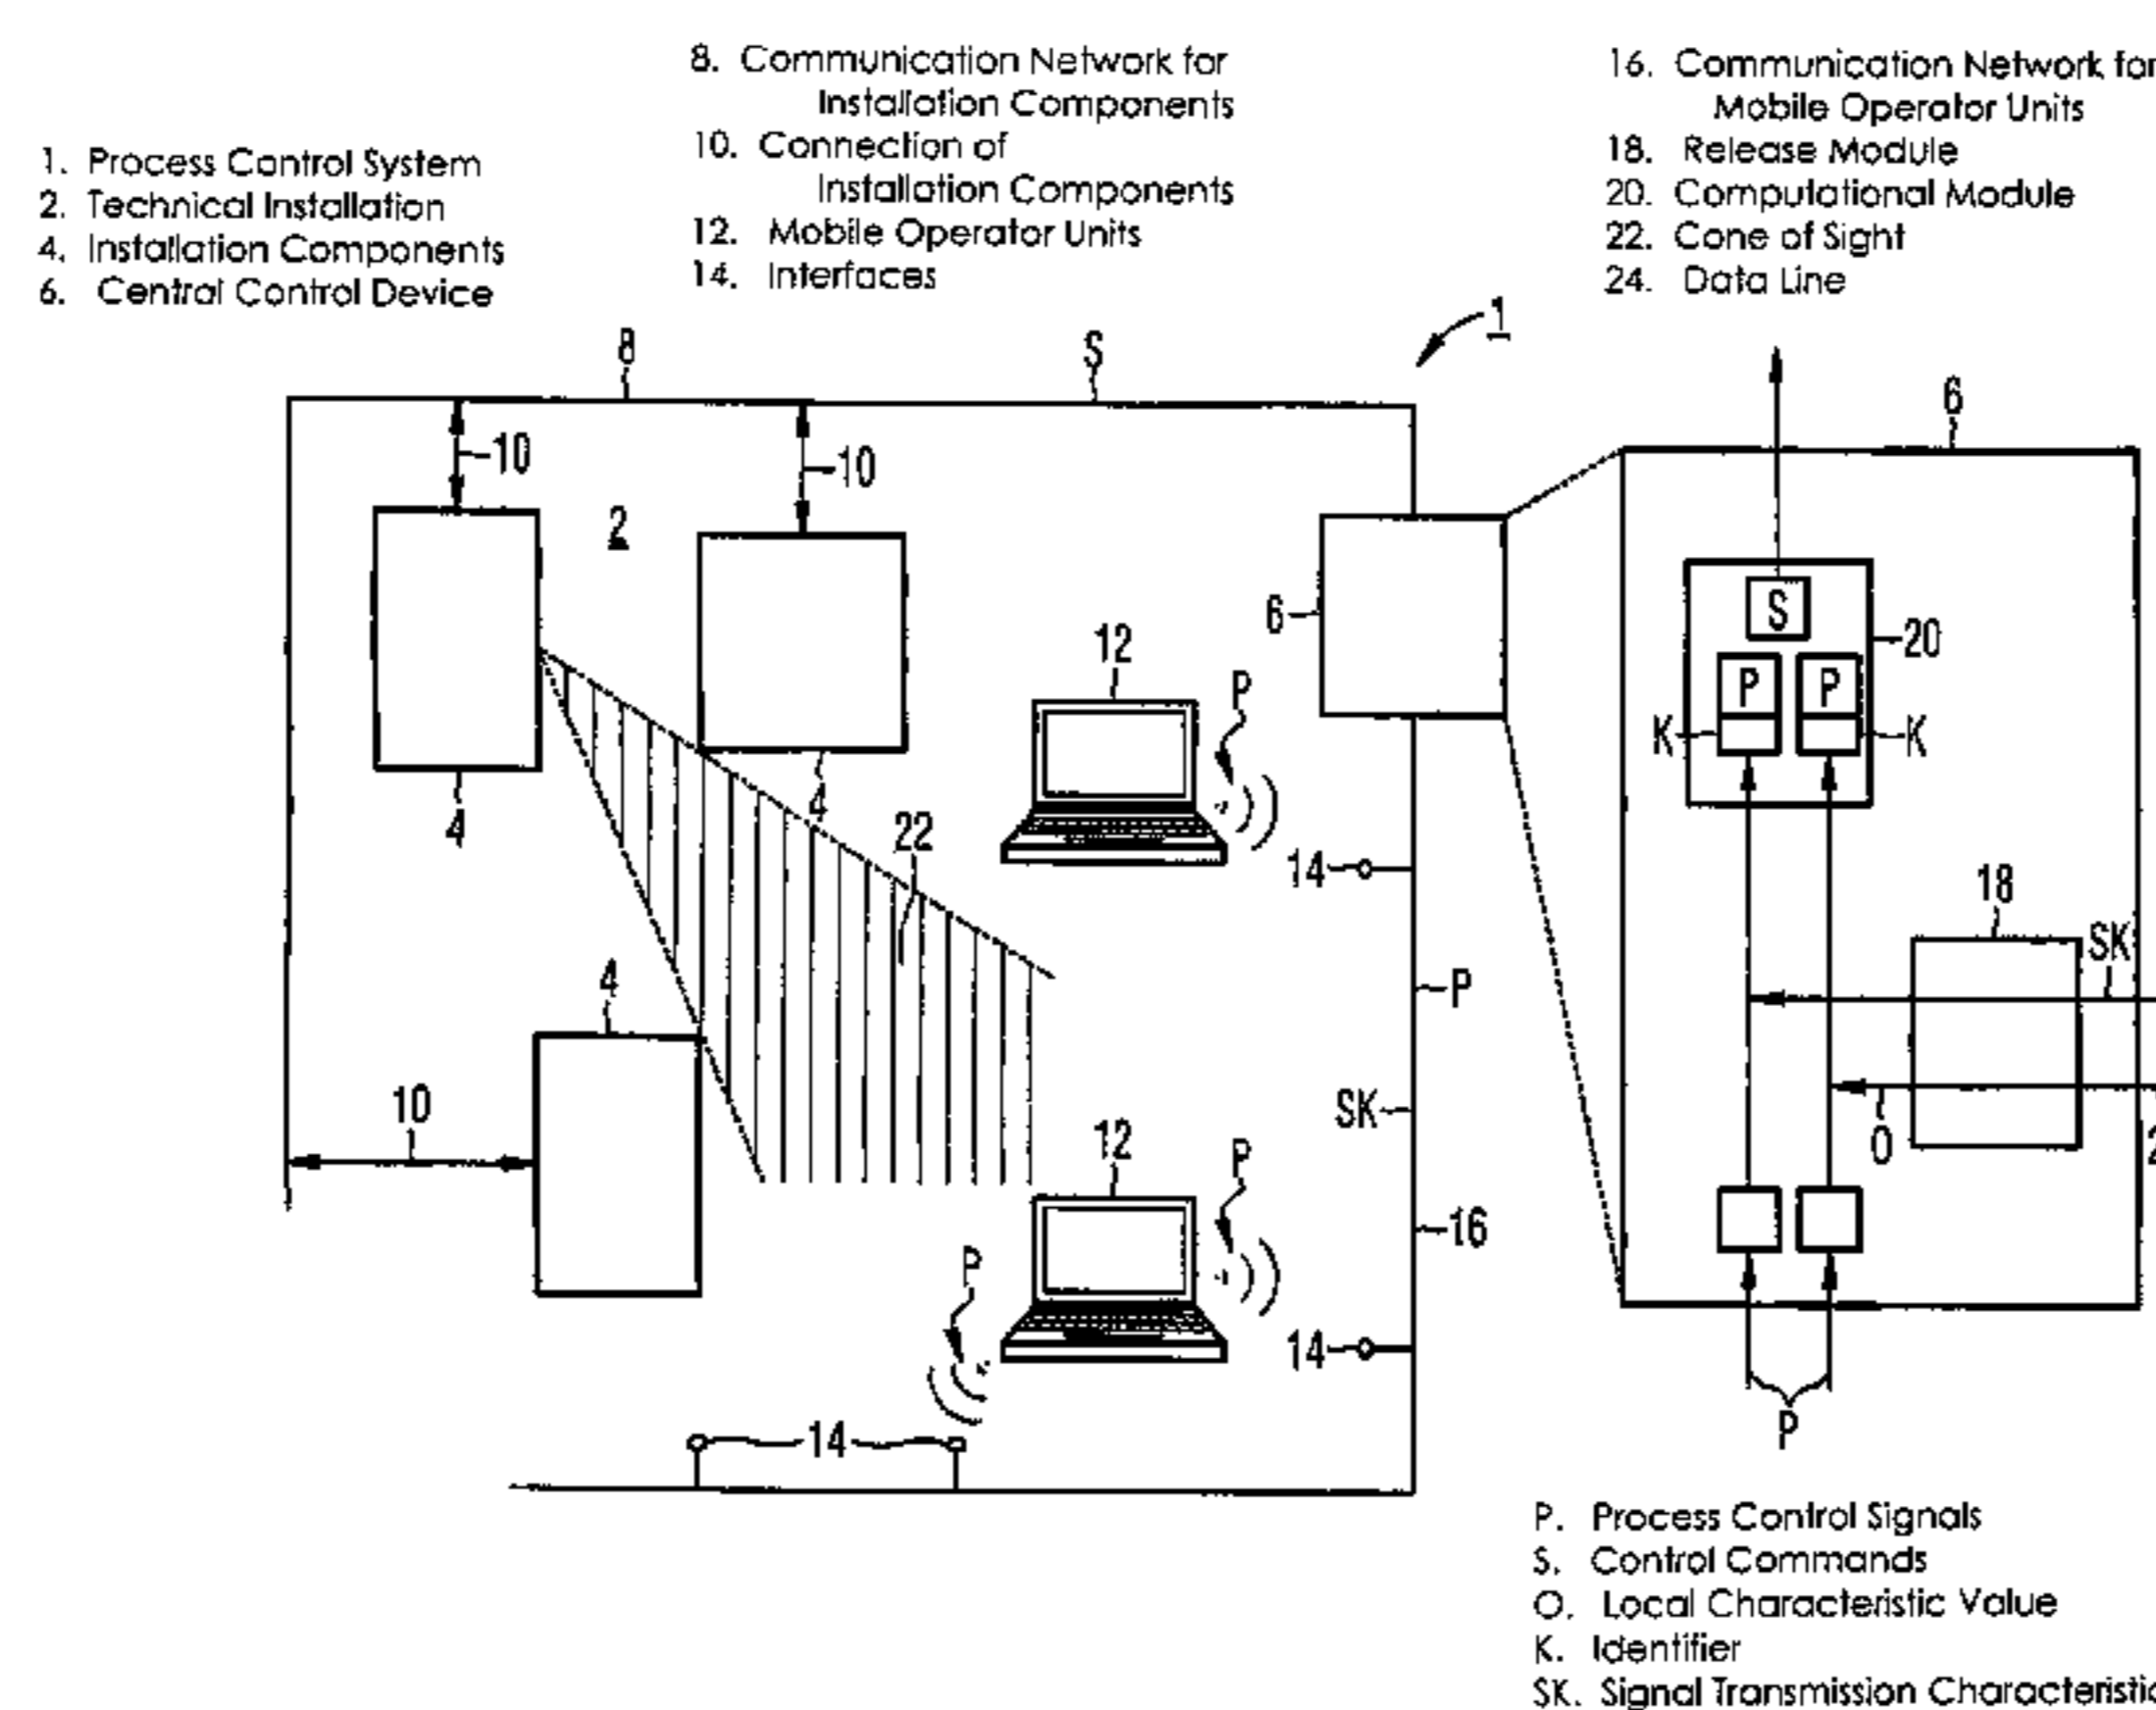 8. Communication Network for
Installation Components
10. Connection of
Installation Components
12. Mobile Operator Units
14. Interfaces
16. Communication Network for
Mobile Operator Units
18. Release Module
20. Computational Module
22. Cone of Sight
24. Data Line
1. Process Control System
2. Technical Installation
4. Installation Components
6. Central Control Device
1
8
S
6
10
10
2
S
6
20
12
P
P
P
K
K
4
4
22
14
18
SK
4
P
10
SK
O
12
P
16
P
14
14
P
P. Process Control Signals
S. Control Commands
O. Local Characteristic Value
K. Identifier
SK. Signal Transmission